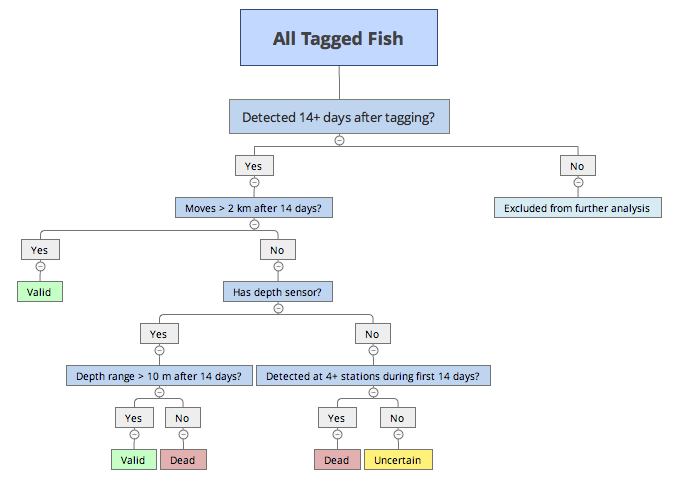 All Tagged Fish
Detected 14+ days after tagging?
Yes
No
Moves > 2 km after 14 days?
Excluded from further analysis
Yes
No
Valid
Has depth sensor?
Yes
No
Depth range > 10 m after 14 days?
Detected at 4+ stations during first 14 days?
Yes
No
Yes
No
Valid
Dead
Dead
Uncertain